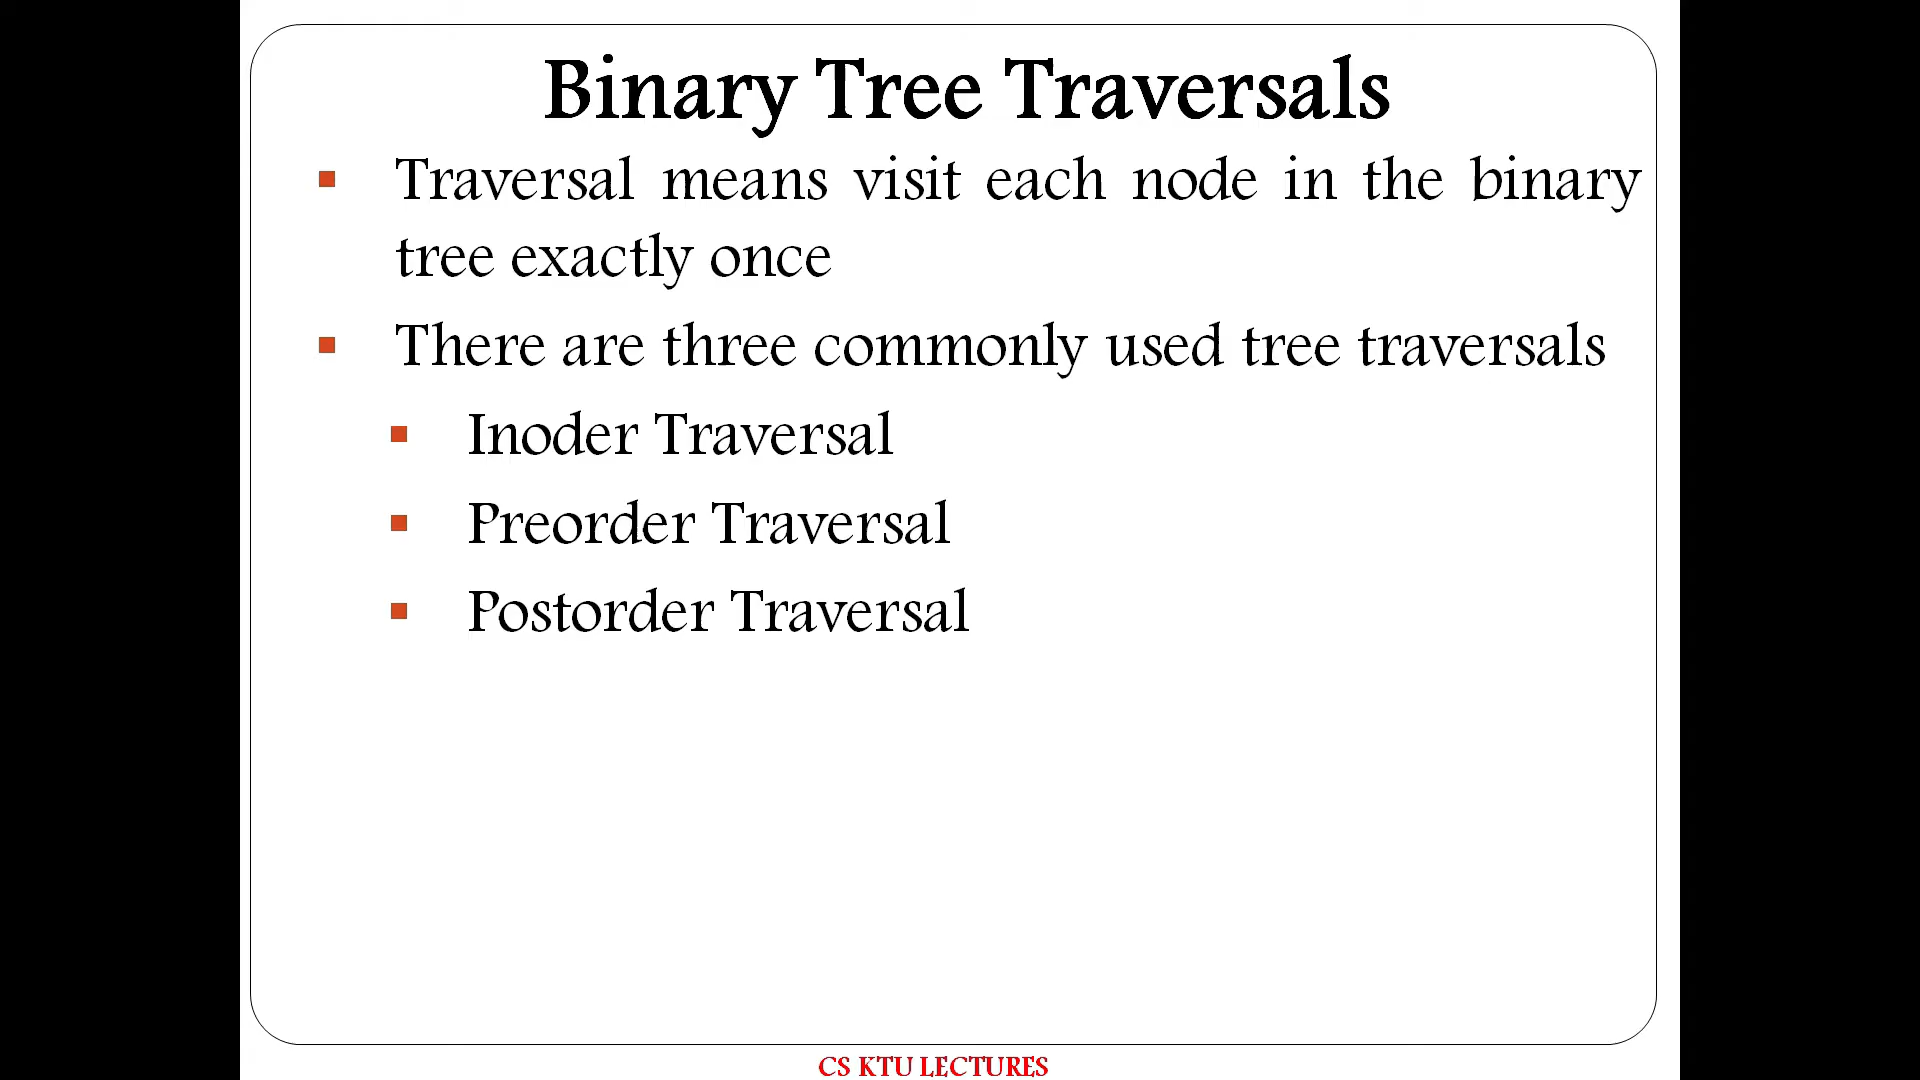 Binary Tree Traversals
Traversal means visit each node in the binary
tree exactly once
There are three commonly used tree traversals
Inoder Traversal
Preorder Traversal
Postorder Traversal
CS KTU LECTURES